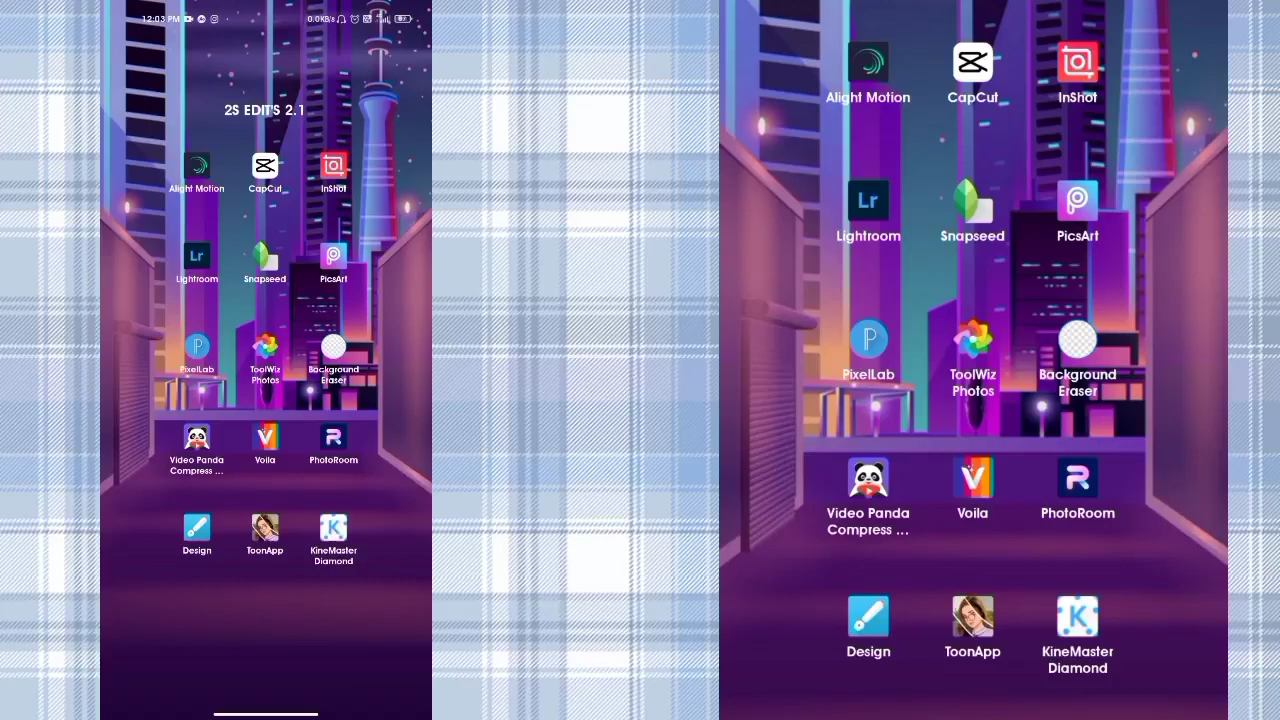 12:03 PM
0.0KB/s
2S EDIT'S 2.1
Alight Motion
CapCut
InShot
Lr
Lightroom
Snapseed
PicsArt
PixelLab
ToolWiz
Photos
Background
Eraser
Video Panda
Compress ...
Voila
PhotoRoom
Design
ToonApp
KineMaster
Diamond
Alight Motion
CapCut
InShot
Lr
Lightroom
Snapseed
PicsArt
PixelLab
ToolWiz
Photos
Background
Eraser
Video Panda
Compress ...
Voila
PhotoRoom
Design
ToonApp
KineMaster
Diamond